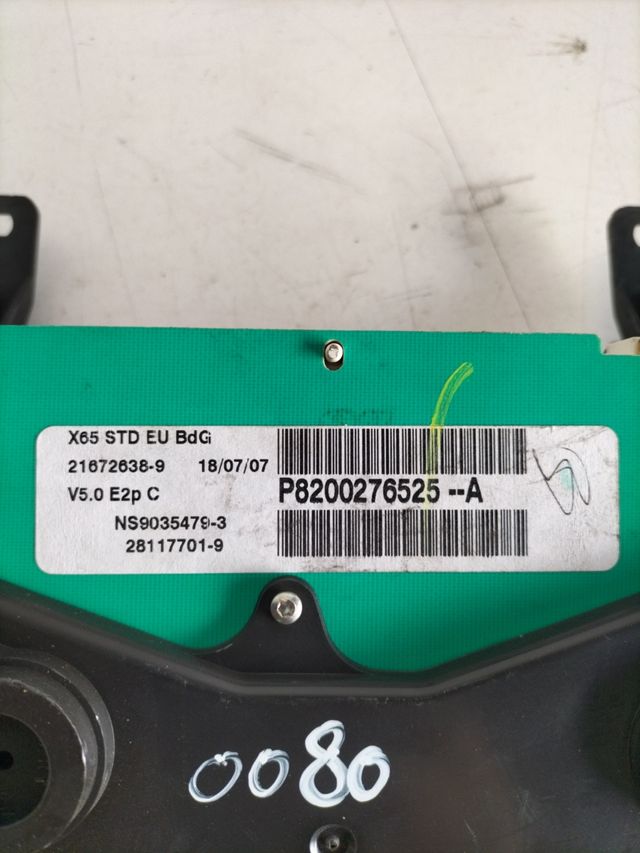 X65 STD EU BdG
21672638-9 18/07/07
V5.0 E2p C
P8200276525--A
NS9035479-3
28117701-9
0080